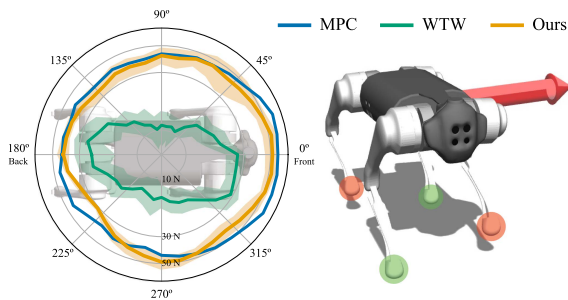 90º
MPC
WTW
Ours
135º
45º
180º
0º
Back
Front
10 N
30 N
225º
315º
50 N
270º